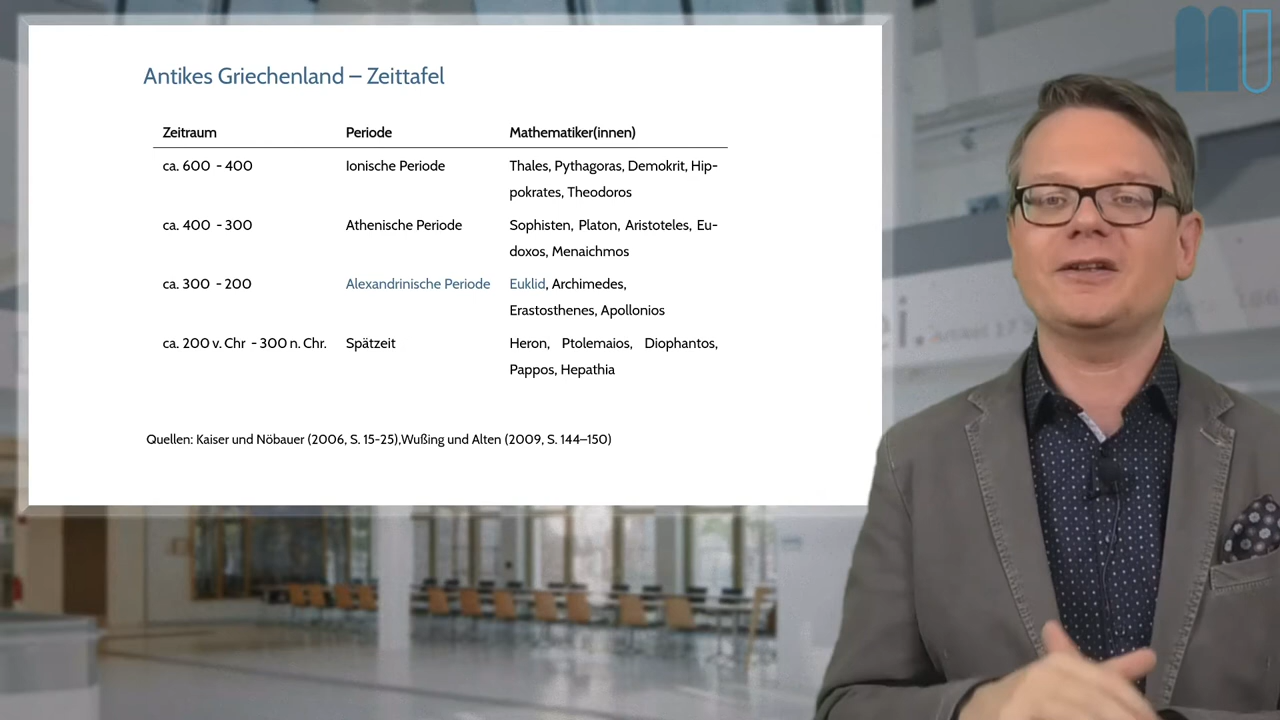 Antikes Griechenland – Zeittafel
Zeitraum Periode Mathematiker(innen)
ca. 600 - 400 Ionische Periode Thales, Pythagoras, Demokrit, Hip-
pokrates, Theodoros
ca. 400 - 300 Athenische Periode Sophisten, Platon, Aristoteles, Eu-
doxos, Menaichmos
ca. 300 - 200 Alexandrinische Periode Euklid, Archimedes,
Erastosthenes, Apollonios
ca. 200 v. Chr - 300 n. Chr. Spätzeit Heron, Ptolemaios, Diophantos,
Pappos, Hepathia
Quellen: Kaiser und Nöbauer (2006, S. 15-25),Wußing und Alten (2009, S. 144–150)